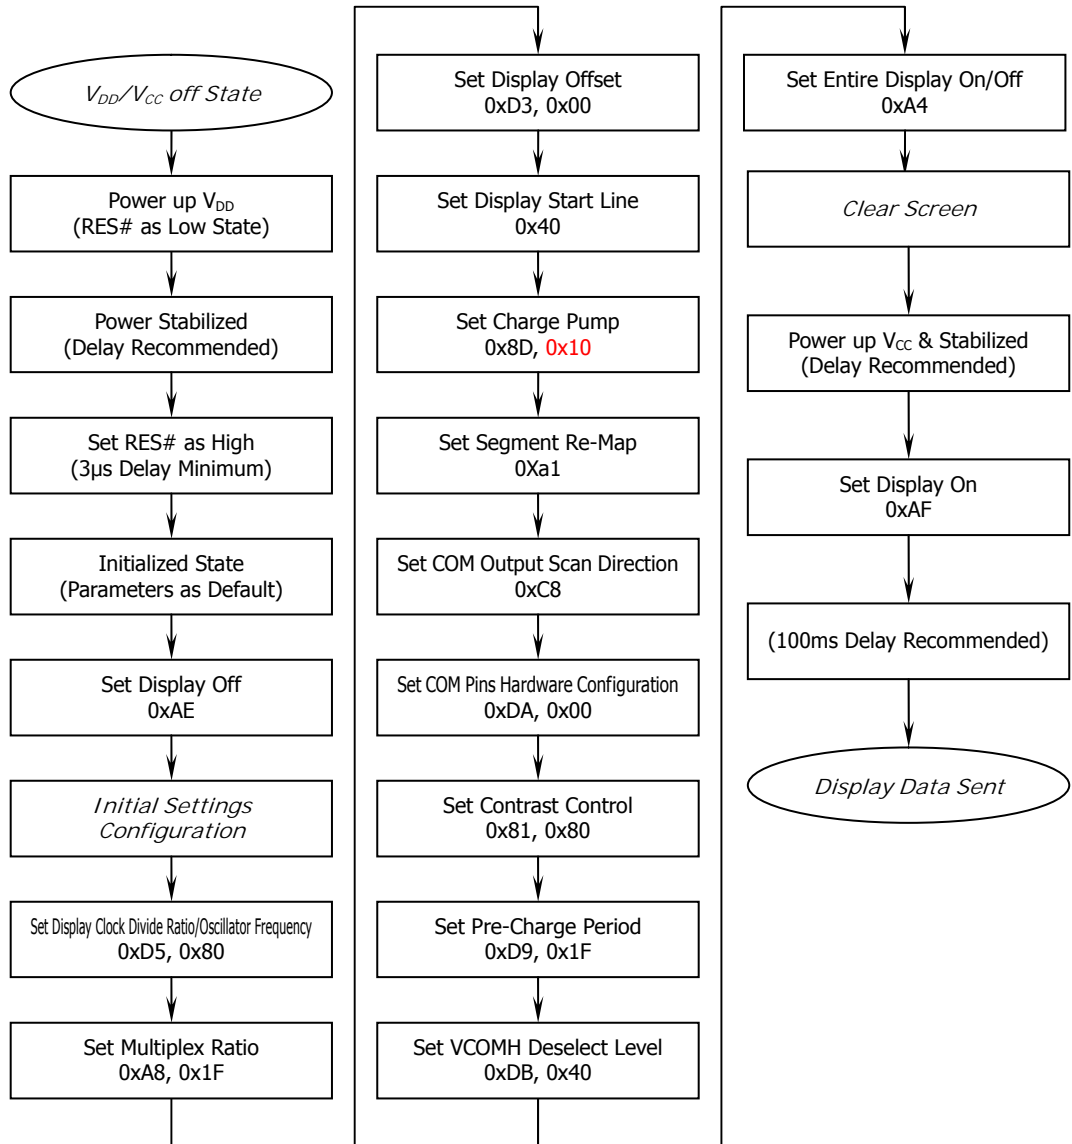 V_DD/V_CC off State
Power up V_DD
(RES# as Low State)
Power Stabilized
(Delay Recommended)
Set RES# as High
(3µs Delay Minimum)
Initialized State
(Parameters as Default)
Set Display Off
0xAE
Initial Settings
Configuration
Set Display Clock Divide Ratio/Oscillator Frequency
0xD5, 0x80
Set Multiplex Ratio
0xA8, 0x1F
Set Display Offset
0xD3, 0x00
Set Display Start Line
0x40
Set Charge Pump
0x8D, 0x10
Set Segment Re-Map
0Xa1
Set COM Output Scan Direction
0xC8
Set COM Pins Hardware Configuration
0xDA, 0x00
Set Contrast Control
0x81, 0x80
Set Pre-Charge Period
0xD9, 0x1F
Set VCOMH Deselect Level
0xDB, 0x40
Set Entire Display On/Off
0xA4
Clear Screen
Power up V_CC & Stabilized
(Delay Recommended)
Set Display On
0xAF
(100ms Delay Recommended)
Display Data Sent